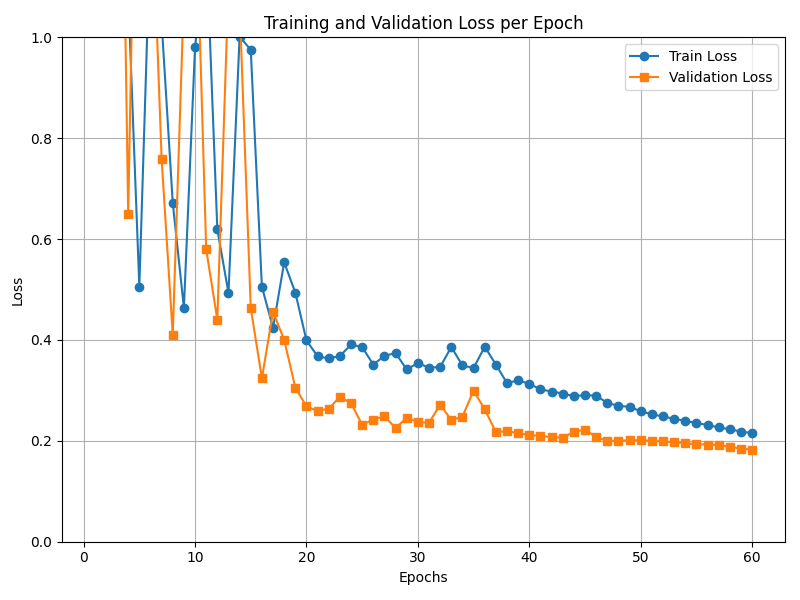 Training and Validation Loss per Epoch
Train Loss
Validation Loss
1.0
0.8
0.6
0.4
0.2
0.0
Loss
0 10 20 30 40 50 60
Epochs